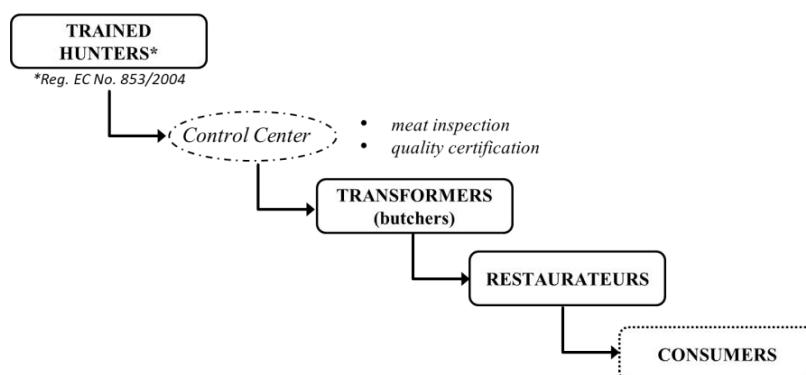 TRAINED
HUNTERS*
*Reg. EC No. 853/2004
Control Center
• meat inspection
• quality certification
TRANSFORMERS
(butchers)
RESTAURATEURS
CONSUMERS